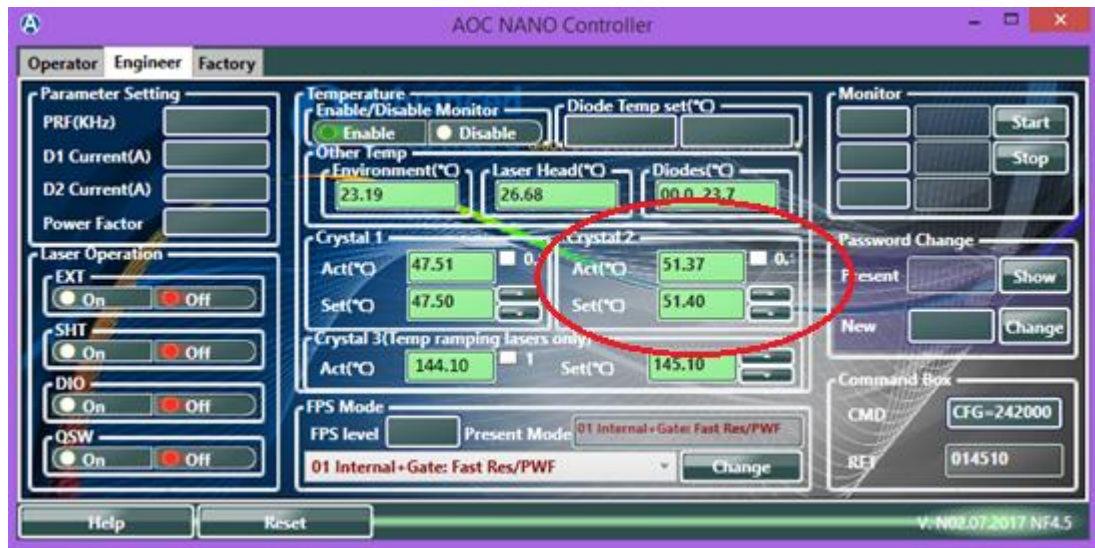 AOC NANO Controller
Operator Engineer Factory
Parameter Setting
PRF(KHz)
D1 Current(A)
D2 Current(A)
Power Factor
Laser Operation
EXT
On Off
SHT
On Off
DIO
On Off
QSW
On Off
Temperature
Enable/Disable Monitor
Enable Disable
Diode Temp set(°C)
Other Temp
Environment(°C) Laser Head(°C) Diodes(°C)
23.19 26.68 00.0 23.7
Crystal 1
Act(°C) 47.51 0.
Set(°C) 47.50
Crystal 2
Act(°C) 51.37 0.
Set(°C) 51.40
Crystal 3(Temp ramping lasers only)
Act(°C) 144.10 1 Set(°C) 145.10
FPS Mode
FPS level Present Mode 01 Internal+Gate: Fast Res/PWF
01 Internal+Gate: Fast Res/PWF Change
Monitor
Start
Stop
Password Change
Present Show
New Change
Command Box
CMD CFG=242000
RET 014510
Help Reset V. N02.07.2017 NF4.5